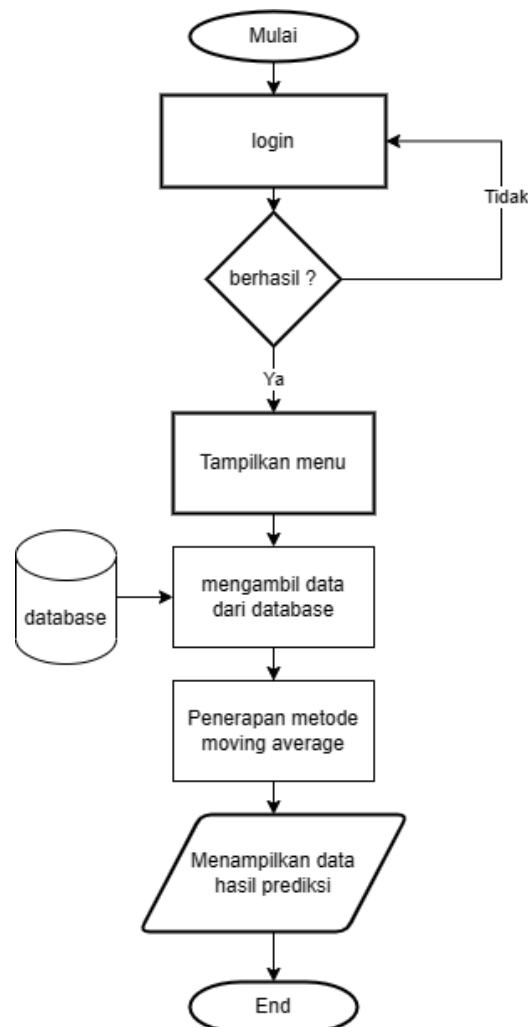 Mulai
login
Tidak
berhasil ?
Ya
Tampilkan menu
database
mengambil data
dari database
Penerapan metode
moving average
Menampilkan data
hasil prediksi
End